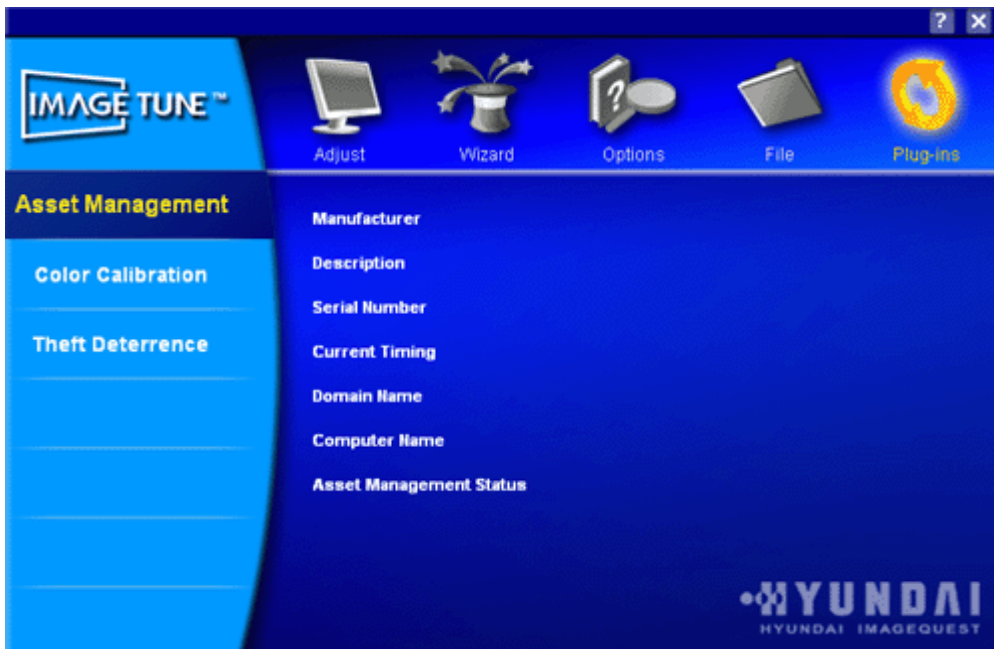 ? X
IMAGE TUNE™
Adjust Wizard Options File Plug-ins
Asset Management
Color Calibration
Theft Deterrence
Manufacturer
Description
Serial Number
Current Timing
Domain Name
Computer Name
Asset Management Status
HYUNDAI
HYUNDAI IMAGEQUEST